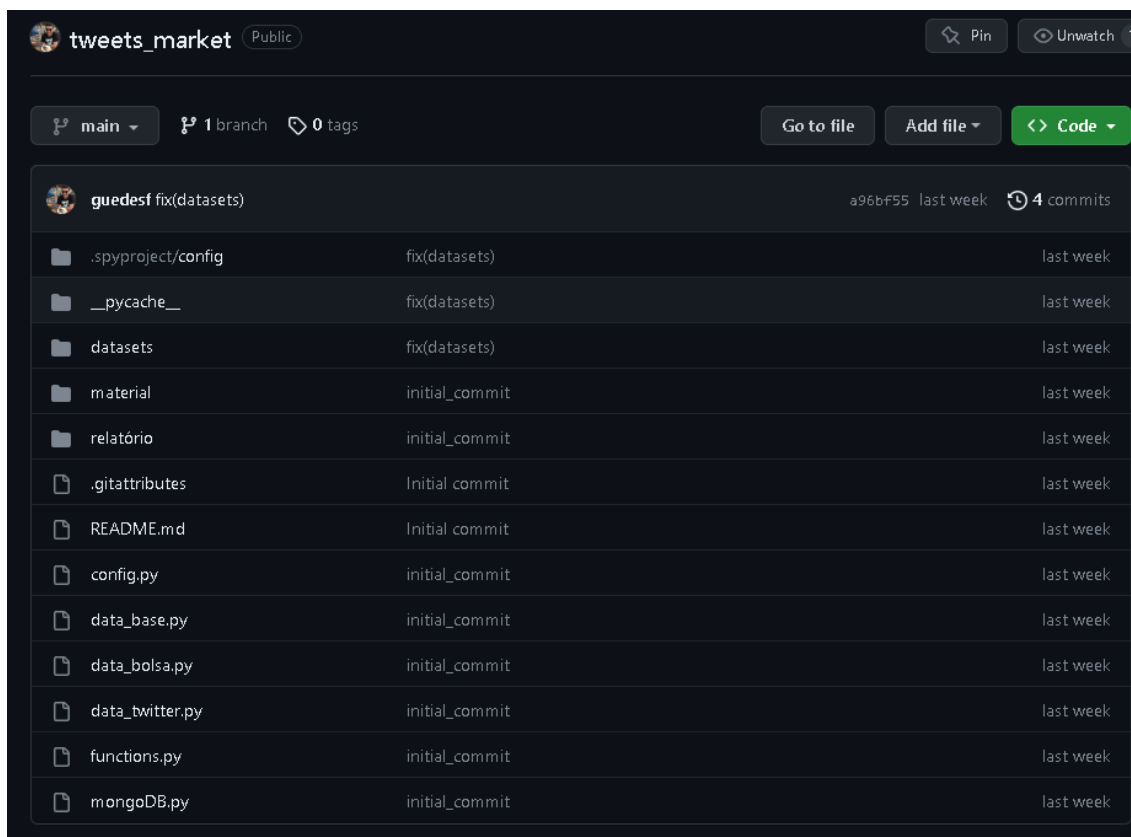 tweets_market Public Pin Unwatch
main 1 branch 0 tags Go to file Add file Code
guedesf fix(datasets) a96bf55 last week 4 commits
.spyproject/config fix(datasets) last week
__pycache__ fix(datasets) last week
datasets fix(datasets) last week
material initial_commit last week
relatório initial_commit last week
.gitattributes Initial commit last week
README.md Initial commit last week
config.py initial_commit last week
data_base.py initial_commit last week
data_bolsa.py initial_commit last week
data_twitter.py initial_commit last week
functions.py initial_commit last week
mongoDB.py initial_commit last week